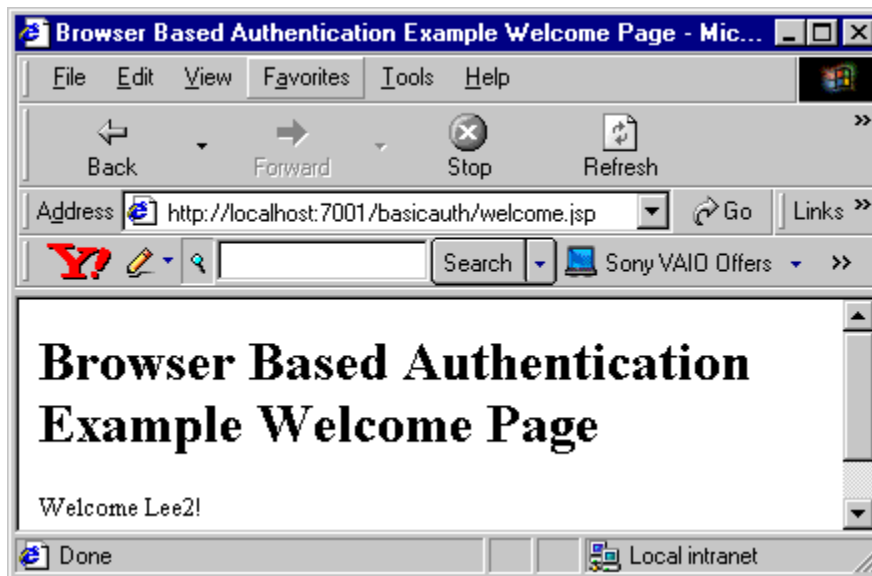 Browser Based Authentication Example Welcome Page - Mic...
File Edit View Favorites Tools Help
Back Forward Stop Refresh »
Address http://localhost:7001/basicauth/welcome.jsp Go Links »
Y! Search Sony VAIO Offers »
Browser Based Authentication
Example Welcome Page
Welcome Lee2!
Done Local intranet